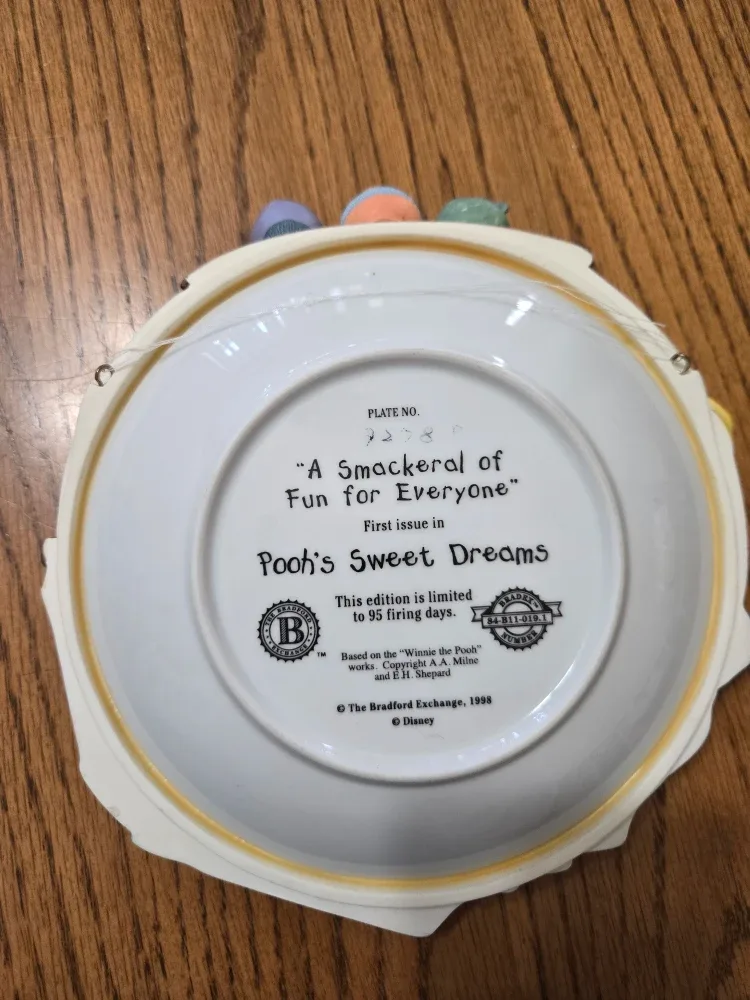 PLATE NO.
"A Smackeral of
Fun for Everyone"
First issue in
Pooh's Sweet Dreams
This edition is limited
to 95 firing days.
THE BRADFORD
B
EXCHANGE
TM
BRADEX™
84-B11-019.1
NUMBER
Based on the "Winnie the Pooh"
works. Copyright A.A. Milne
and E.H. Shepard
© The Bradford Exchange, 1998
© Disney